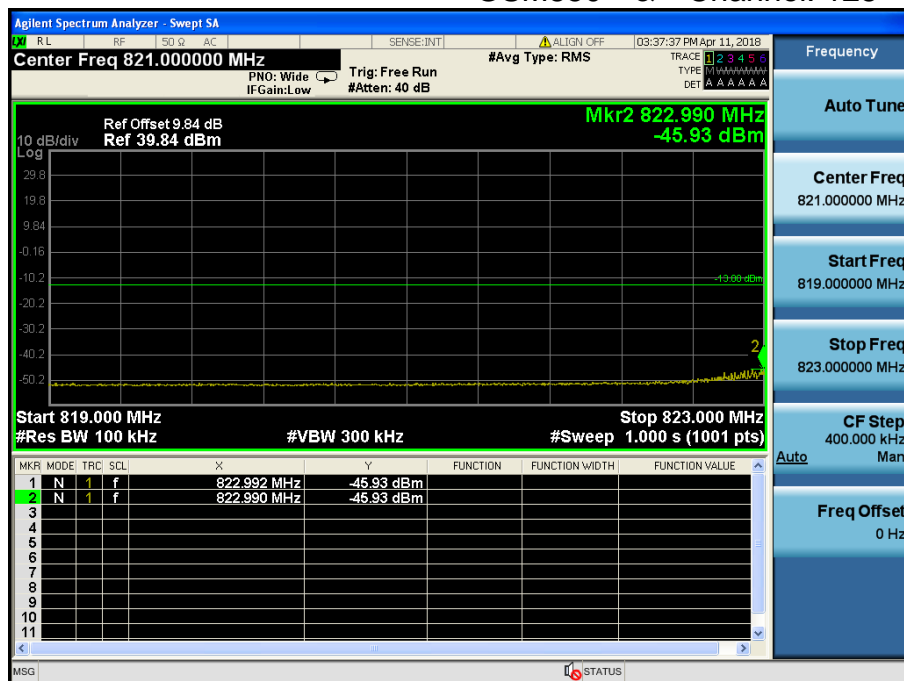 Agilent Spectrum Analyzer - Swept SA
LXI RL RF 50 Ω AC SENSE:INT ALIGN OFF 03:37:37 PM Apr 11, 2018
Center Freq 821.000000 MHz
PNO: Wide
IFGain:Low
Trig: Free Run
#Atten: 40 dB
#Avg Type: RMS
TRACE 1 2 3 4 5 6
TYPE M WWWWW
DET A A A A A A
Mkr2 822.990 MHz
-45.93 dBm
Ref Offset 9.84 dB
10 dB/div Ref 39.84 dBm
Log
29.8
19.8
9.84
-0.16
-10.2
-13.00 dBm
-20.2
-30.2
-40.2
2
-50.2
Start 819.000 MHz Stop 823.000 MHz
#Res BW 100 kHz #VBW 300 kHz #Sweep 1.000 s (1001 pts)
MKR MODE TRC SCL X Y FUNCTION FUNCTION WIDTH FUNCTION VALUE
1 N 1 f 822.992 MHz -45.93 dBm
2 N 1 f 822.990 MHz -45.93 dBm
3
4
5
6
7
8
9
10
11
MSG STATUS
Frequency
Auto Tune
Center Freq
821.000000 MHz
Start Freq
819.000000 MHz
Stop Freq
823.000000 MHz
CF Step
400.000 kHz
Auto Man
Freq Offset
0 Hz